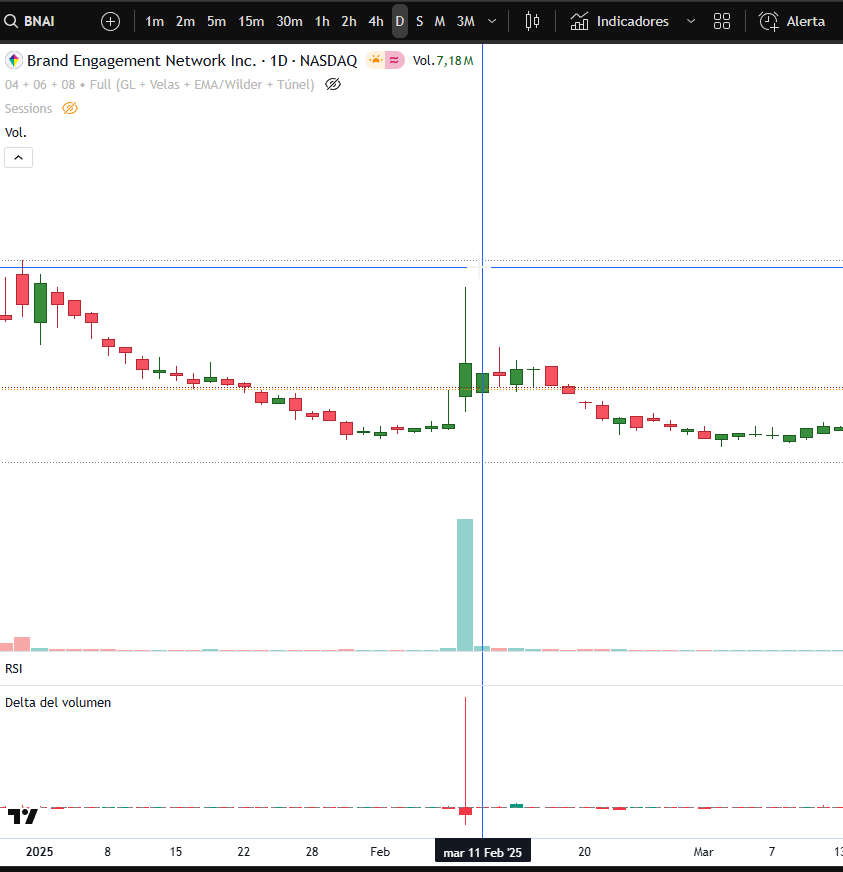 BNAI 1m 2m 5m 15m 30m 1h 2h 4h D S M 3M Indicadores Alerta
Brand Engagement Network Inc. · 1D · NASDAQ Vol. 7,18 M
04 + 06 + 08 • Full (GL + Velas + EMA/Wilder + Túnel)
Sessions
Vol.
RSI
Delta del volumen
2025 8 15 22 28 Feb mar 11 Feb '25 20 Mar 7 13